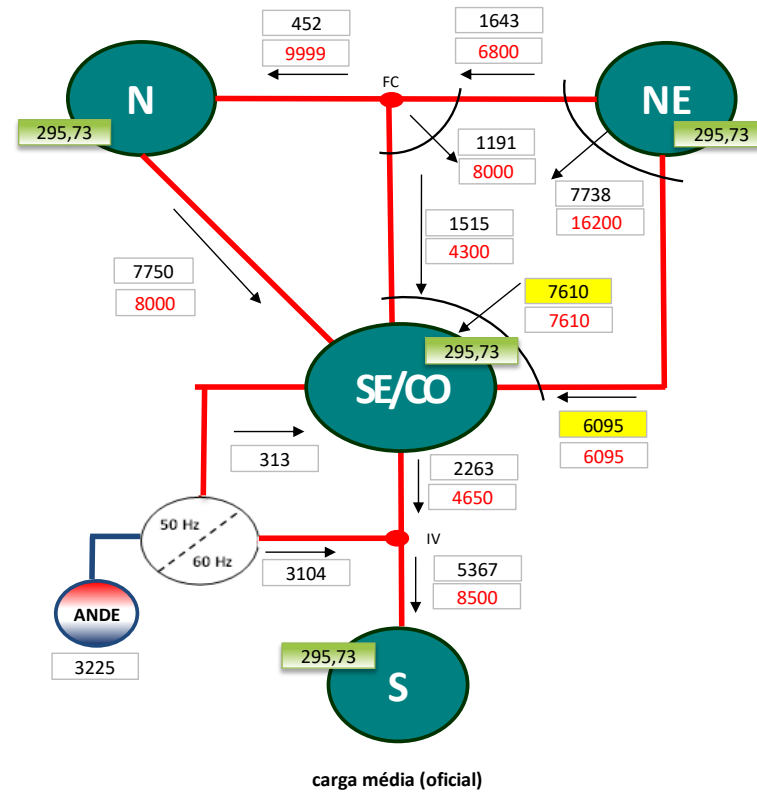 452
9999
1643
6800
FC
N
NE
295,73
295,73
1191
8000
7738
16200
1515
4300
7750
8000
7610
7610
295,73
SE/CO
6095
6095
313
2263
4650
50 Hz
60 Hz
IV
3104
5367
8500
ANDE
3225
295,73
S
carga média (oficial)